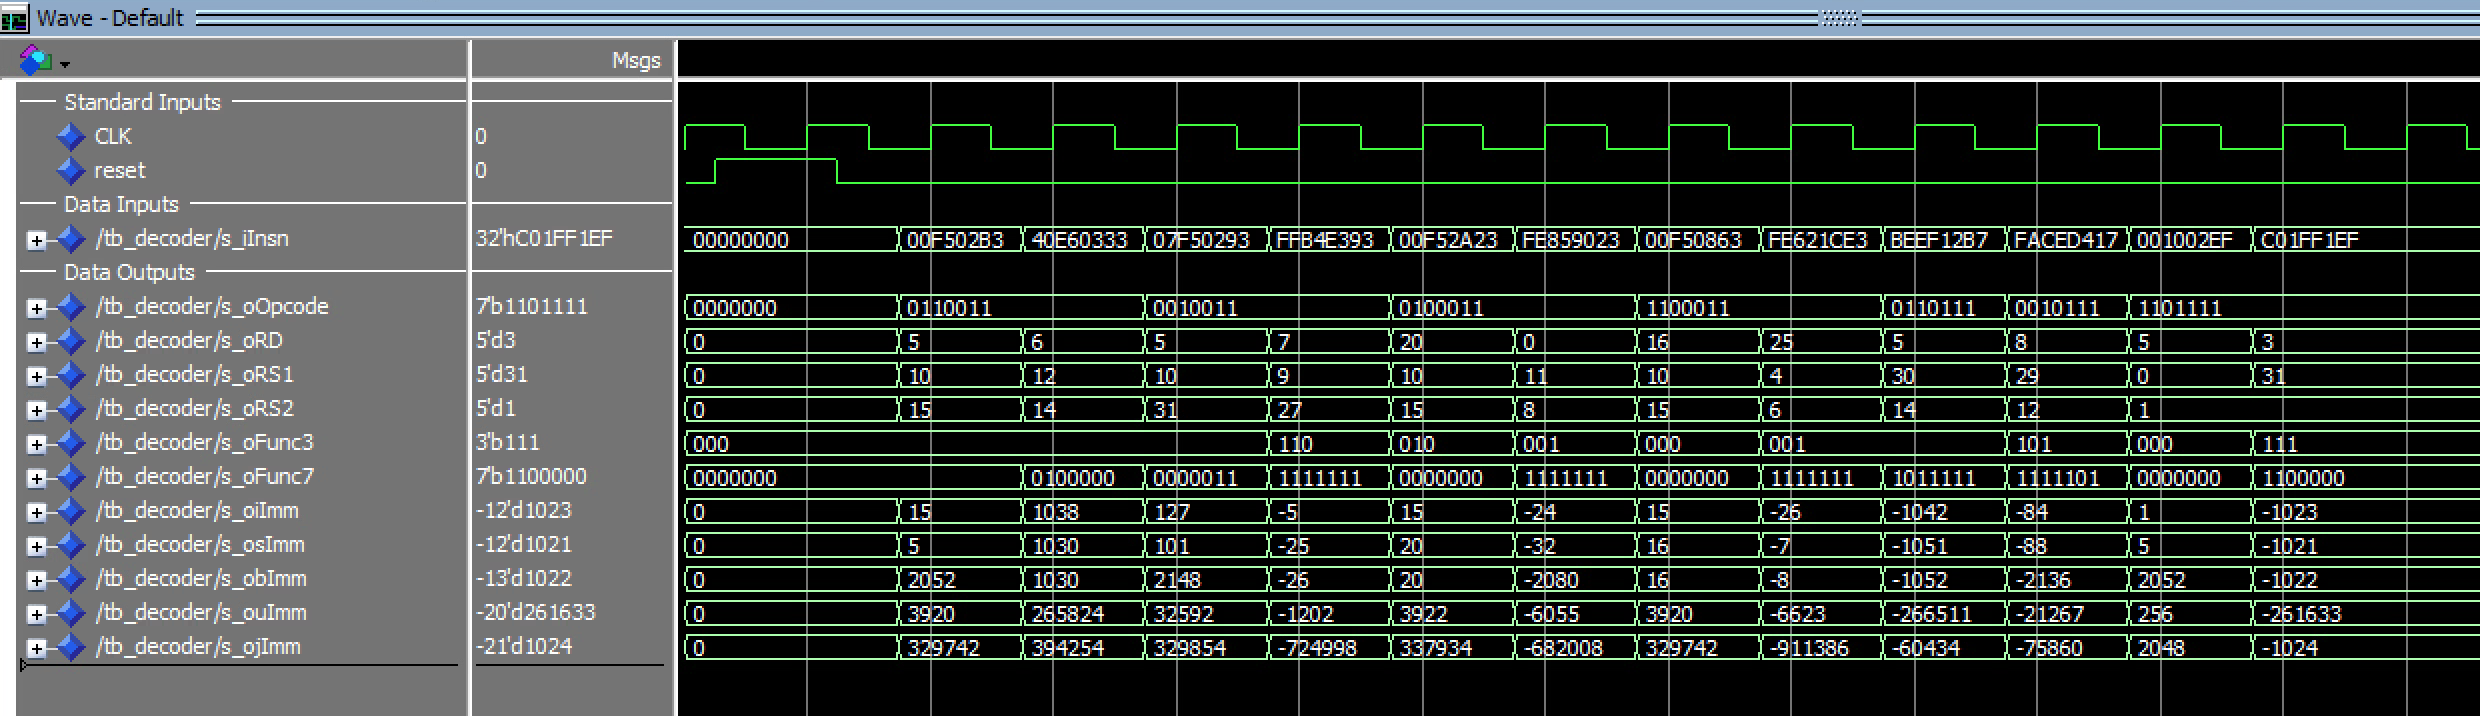 Wave - Default
Msgs
Standard Inputs
CLK 0
reset 0
Data Inputs
/tb_decoder/s_iInsn 32'hC01FF1EF 00000000 00F502B3 40E60333 07F50293 FFB4E393 00F52A23 FE859023 00F50863 FE621CE3 BEEF12B7 FACED417 001002EF C01FF1EF
Data Outputs
/tb_decoder/s_oOpcode 7'b1101111 0000000 0110011 0010011 0100011 1100011 0110111 0010111 1101111
/tb_decoder/s_oRD 5'd3 0 5 6 5 7 20 0 16 25 5 8 5 3
/tb_decoder/s_oRS1 5'd31 0 10 12 10 9 10 11 10 4 30 29 0 31
/tb_decoder/s_oRS2 5'd1 0 15 14 31 27 15 8 15 6 14 12 1
/tb_decoder/s_oFunc3 3'b111 000 110 010 001 000 001 101 000 111
/tb_decoder/s_oFunc7 7'b1100000 0000000 0100000 0000011 1111111 0000000 1111111 0000000 1111111 1011111 1111101 0000000 1100000
/tb_decoder/s_oiImm -12'd1023 0 15 1038 127 -5 15 -24 15 -26 -1042 -84 1 -1023
/tb_decoder/s_osImm -12'd1021 0 5 1030 101 -25 20 -32 16 -7 -1051 -88 5 -1021
/tb_decoder/s_obImm -13'd1022 0 2052 1030 2148 -26 20 -2080 16 -8 -1052 -2136 2052 -1022
/tb_decoder/s_ouImm -20'd261633 0 3920 265824 32592 -1202 3922 -6055 3920 -6623 -266511 -21267 256 -261633
/tb_decoder/s_ojImm -21'd1024 0 329742 394254 329854 -724998 337934 -682008 329742 -911386 -60434 -75860 2048 -1024